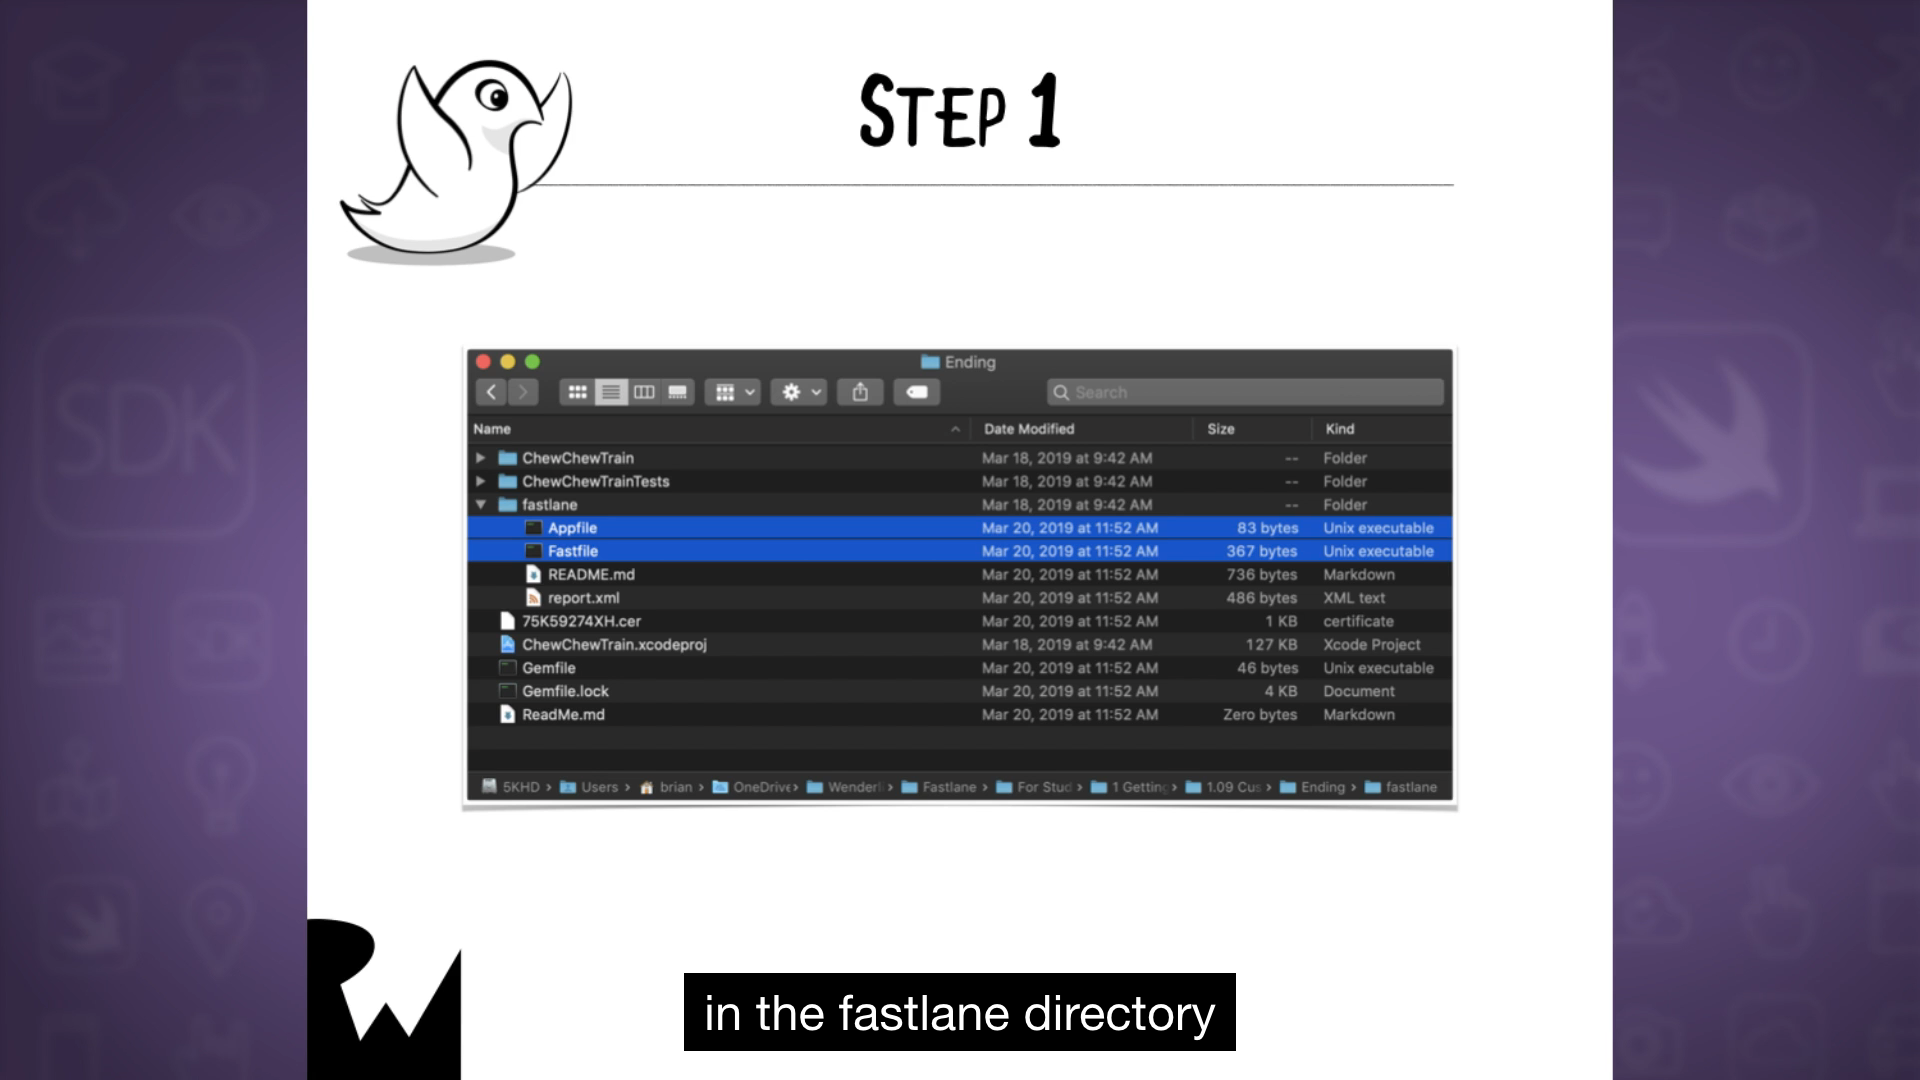 STEP 1
Ending
Search
Name Date Modified Size Kind
ChewChewTrain Mar 18, 2019 at 9:42 AM -- Folder
ChewChewTrainTests Mar 18, 2019 at 9:42 AM -- Folder
fastlane Mar 18, 2019 at 9:42 AM -- Folder
Appfile Mar 20, 2019 at 11:52 AM 83 bytes Unix executable
Fastfile Mar 20, 2019 at 11:52 AM 367 bytes Unix executable
README.md Mar 20, 2019 at 11:52 AM 736 bytes Markdown
report.xml Mar 20, 2019 at 11:52 AM 486 bytes XML text
75K59274XH.cer Mar 20, 2019 at 11:52 AM 1 KB certificate
ChewChewTrain.xcodeproj Mar 18, 2019 at 9:42 AM 127 KB Xcode Project
Gemfile Mar 20, 2019 at 11:52 AM 46 bytes Unix executable
Gemfile.lock Mar 20, 2019 at 11:52 AM 4 KB Document
ReadMe.md Mar 20, 2019 at 11:52 AM Zero bytes Markdown
5KHD › Users › brian › OneDrive › Wenderl › Fastlane › For Stud › 1 Getting › 1.09 Cus › Ending › fastlane
SDK
RW
in the fastlane directory